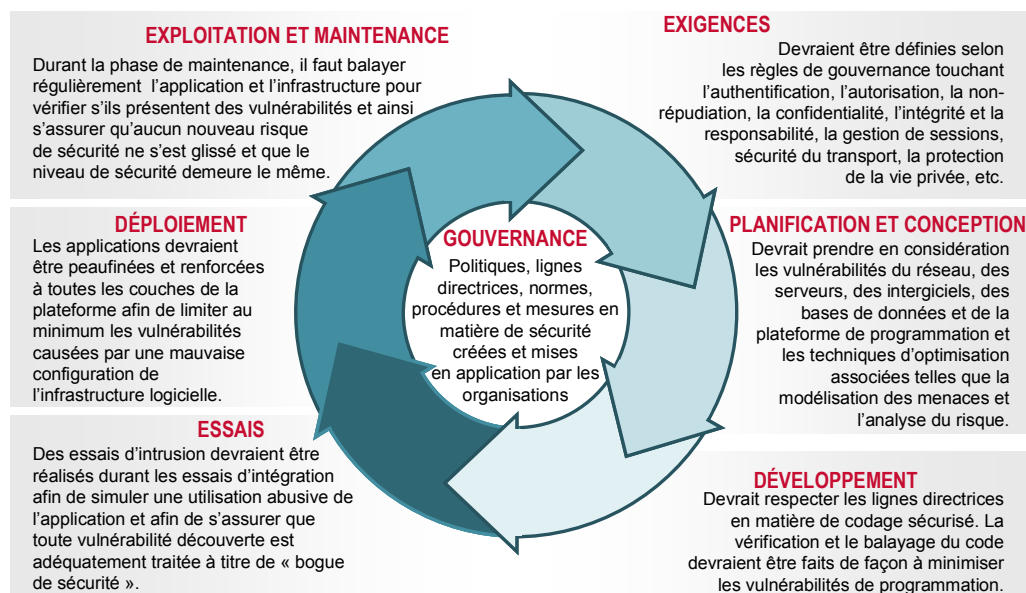 EXPLOITATION ET MAINTENANCE
Durant la phase de maintenance, il faut balayer
régulièrement l'application et l'infrastructure pour
vérifier s'ils présentent des vulnérabilités et ainsi
s'assurer qu'aucun nouveau risque
de sécurité ne s'est glissé et que le
niveau de sécurité demeure le même.
EXIGENCES
Devraient être définies selon
les règles de gouvernance touchant
l'authentification, l'autorisation, la non-
répudiation, la confidentialité, l'intégrité et la
responsabilité, la gestion de sessions,
sécurité du transport, la protection
de la vie privée, etc.
DÉPLOIEMENT
Les applications devraient
être peaufinées et renforcées
à toutes les couches de la
plateforme afin de limiter au
minimum les vulnérabilités
causées par une mauvaise
configuration de
l'infrastructure logicielle.
GOUVERNANCE
Politiques, lignes
directrices, normes,
procédures et mesures en
matière de sécurité
créées et mises
en application par les
organisations
PLANIFICATION ET CONCEPTION
Devrait prendre en considération
les vulnérabilités du réseau, des
serveurs, des intergiciels, des
bases de données et de la
plateforme de programmation et
les techniques d'optimisation
associées telles que la
modélisation des menaces et
l'analyse du risque.
ESSAIS
Des essais d'intrusion devraient être
réalisés durant les essais d'intégration
afin de simuler une utilisation abusive de
l'application et afin de s'assurer que
toute vulnérabilité découverte est
adéquatement traitée à titre de « bogue
de sécurité ».
DÉVELOPPEMENT
Devrait respecter les lignes directrices
en matière de codage sécurisé. La
vérification et le balayage du code
devraient être faits de façon à minimiser
les vulnérabilités de programmation.